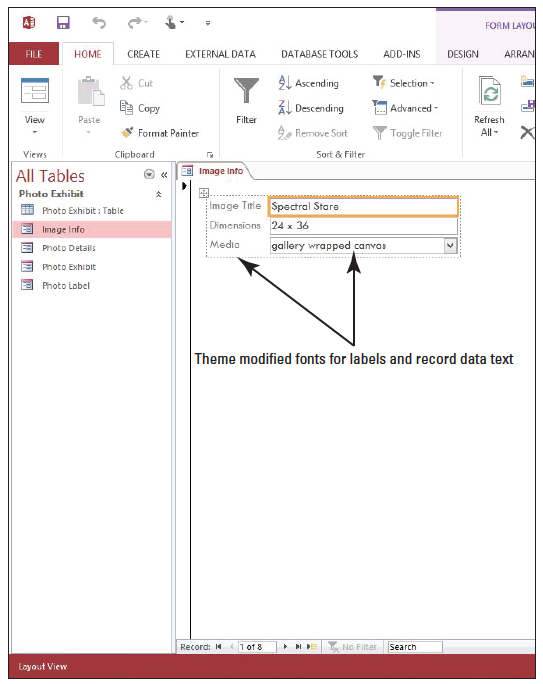 FORM LAYOU
FILE HOME CREATE EXTERNAL DATA DATABASE TOOLS ADD-INS DESIGN ARRAN
View
Views
Paste
Cut
Copy
Format Painter
Clipboard
Filter
Ascending
Descending
Remove Sort
Selection
Advanced
Toggle Filter
Sort & Filter
Refresh
All
All Tables
Photo Exhibit
Photo Exhibit : Table
Image Info
Photo Details
Photo Exhibit
Photo Label
Image Info
Image Title Spectral Stare
Dimensions 24 x 36
Media gallery wrapped canvas
Theme modified fonts for labels and record data text
Record: 1 of 8 No Filter Search
Layout View